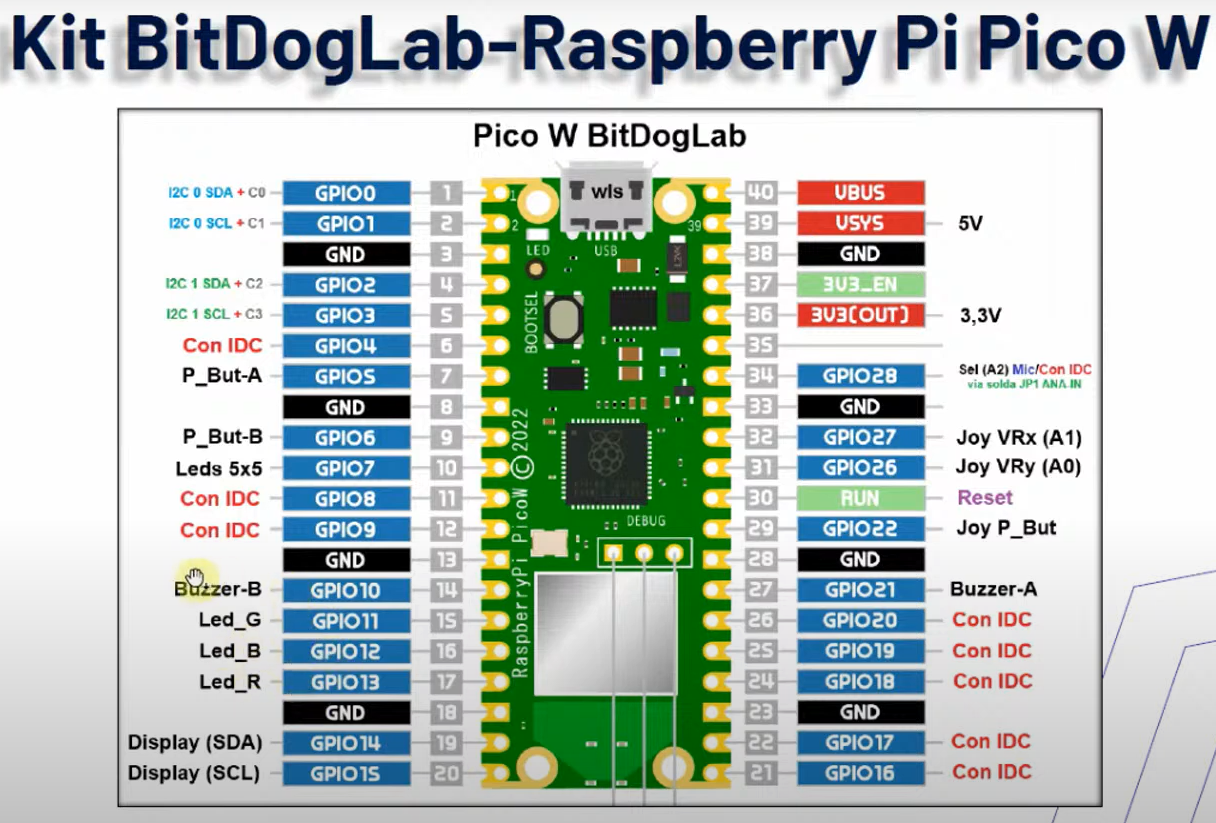 Kit BitDogLab-Raspberry Pi Pico W
Pico W BitDogLab
I2C 0 SDA + C0 GPIO0 1
I2C 0 SCL + C1 GPIO1 2
GND 3
I2C 1 SDA + C2 GPIO2 4
I2C 1 SCL + C3 GPIO3 5
Con IDC GPIO4 6
P_But-A GPIO5 7
GND 8
P_But-B GPIO6 9
Leds 5x5 GPIO7 10
Con IDC GPIO8 11
Con IDC GPIO9 12
GND 13
Buzzer-B GPIO10 14
Led_G GPIO11 15
Led_B GPIO12 16
Led_R GPIO13 17
GND 18
Display (SDA) GPIO14 19
Display (SCL) GPIO15 20
wls
1
2
39
LED
USB
BOOTSEL
DEBUG
RaspberryPi PicoW © 2022
40 VBUS
39 VSYS 5V
38 GND
37 3V3_EN
36 3V3(OUT) 3,3V
35
34 GPIO28 Sel (A2) Mic/Con IDC
via solda JP1 ANA.IN
33 GND
32 GPIO27 Joy VRx (A1)
31 GPIO26 Joy VRy (A0)
30 RUN Reset
29 GPIO22 Joy P_But
28 GND
27 GPIO21 Buzzer-A
26 GPIO20 Con IDC
25 GPIO19 Con IDC
24 GPIO18 Con IDC
23 GND
22 GPIO17 Con IDC
21 GPIO16 Con IDC